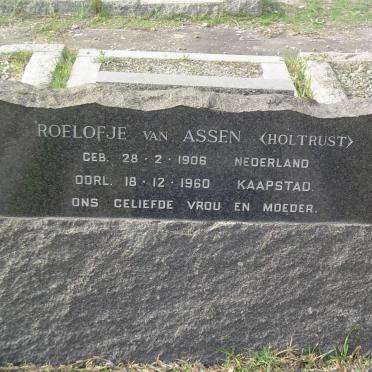 ROELOFJE VAN ASSEN <HOLTRUST>
GEB. 28 · 2 · 1906 NEDERLAND
OORL. 18 · 12 · 1960 KAAPSTAD.
ONS GELIEFDE VROU EN MOEDER.